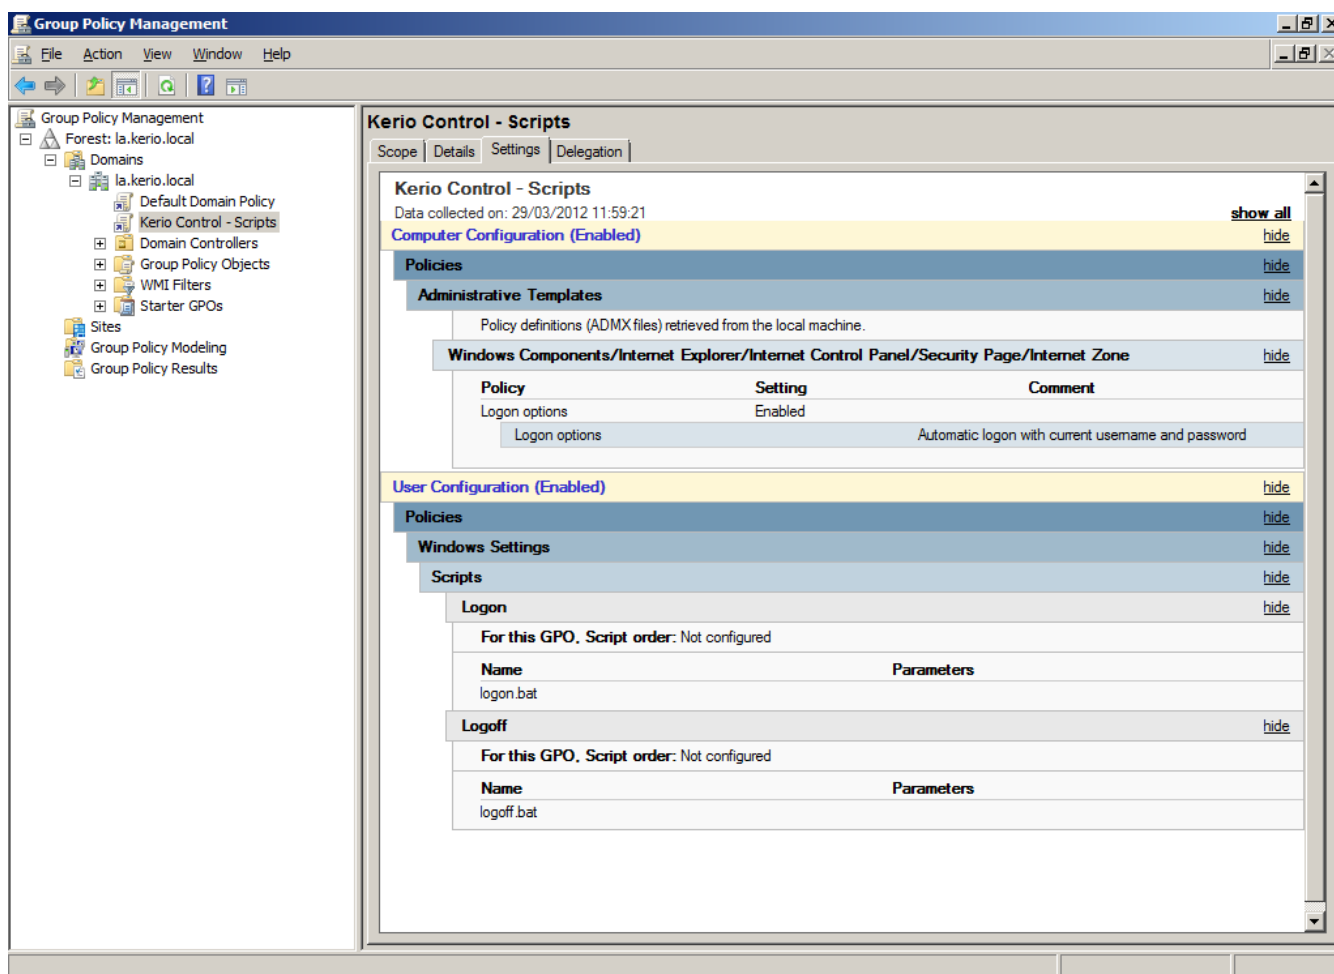 Group Policy Management
File Action View Window Help
Group Policy Management
Forest: la.kerio.local
Domains
la.kerio.local
Default Domain Policy
Kerio Control - Scripts
Domain Controllers
Group Policy Objects
WMI Filters
Starter GPOs
Sites
Group Policy Modeling
Group Policy Results
Kerio Control - Scripts
Scope Details Settings Delegation
Kerio Control - Scripts
Data collected on: 29/03/2012 11:59:21 show all
Computer Configuration (Enabled) hide
Policies hide
Administrative Templates hide
Policy definitions (ADMX files) retrieved from the local machine.
Windows Components/Internet Explorer/Internet Control Panel/Security Page/Internet Zone hide
Policy Setting Comment
Logon options Enabled
Logon options Automatic logon with current username and password
User Configuration (Enabled) hide
Policies hide
Windows Settings hide
Scripts hide
Logon hide
For this GPO, Script order: Not configured
Name Parameters
logon.bat
Logoff hide
For this GPO, Script order: Not configured
Name Parameters
logoff.bat